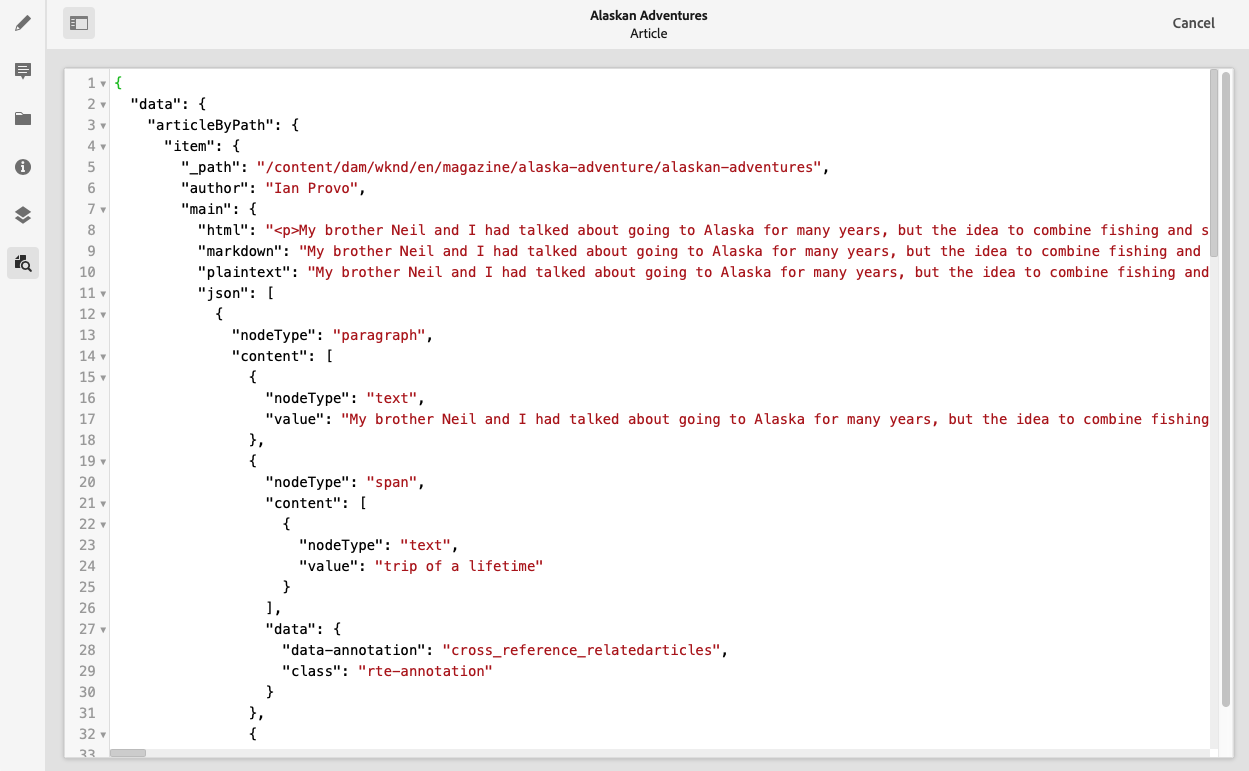 Alaskan Adventures
Article
Cancel
1 {
2 "data": {
3 "articleByPath": {
4 "item": {
5 "_path": "/content/dam/wknd/en/magazine/alaska-adventure/alaskan-adventures",
6 "author": "Ian Provo",
7 "main": {
8 "html": "<p>My brother Neil and I had talked about going to Alaska for many years, but the idea to combine fishing and s
9 "markdown": "My brother Neil and I had talked about going to Alaska for many years, but the idea to combine fishing and
10 "plaintext": "My brother Neil and I had talked about going to Alaska for many years, but the idea to combine fishing and
11 "json": [
12 {
13 "nodeType": "paragraph",
14 "content": [
15 {
16 "nodeType": "text",
17 "value": "My brother Neil and I had talked about going to Alaska for many years, but the idea to combine fishing
18 },
19 {
20 "nodeType": "span",
21 "content": [
22 {
23 "nodeType": "text",
24 "value": "trip of a lifetime"
25 }
26 ],
27 "data": {
28 "data-annotation": "cross_reference_relatedarticles",
29 "class": "rte-annotation"
30 }
31 },
32 {
33